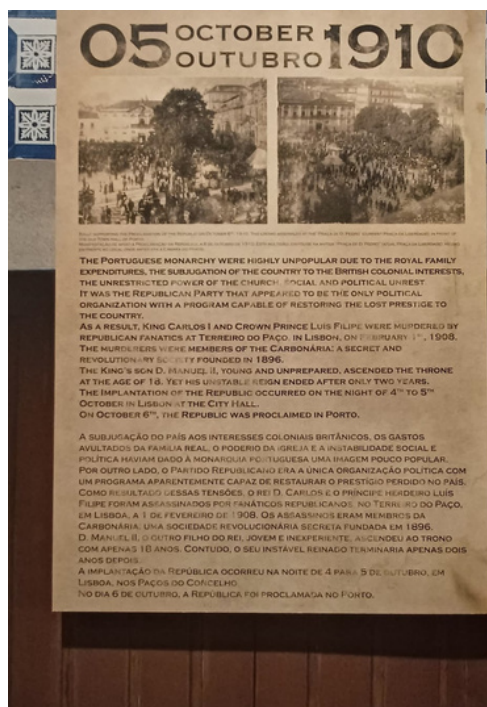 05 OCTOBER
OUTUBRO 1910
THE PORTUGUESE MONARCHY WERE HIGHLY UNPOPULAR DUE TO THE ROYAL FAMILY
EXPENDITURES, THE SUBJUGATION OF THE COUNTRY TO THE BRITISH COLONIAL INTERESTS,
THE UNRESTRICTED POWER OF THE CHURCH, SOCIAL AND POLITICAL UNREST.
IT WAS THE REPUBLICAN PARTY THAT APPEARED TO BE THE ONLY POLITICAL
ORGANIZATION WITH A PROGRAM CAPABLE OF RESTORING THE LOST PRESTIGE TO
THE COUNTRY.
AS A RESULT, KING CARLOS I AND CROWN PRINCE LUIS FILIPE WERE MURDERED BY
REPUBLICAN FANATICS AT TERREIRO DO PAÇO, IN LISBON, ON FEBRUARY 1ST, 1908.
THE MURDERERS WERE MEMBERS OF THE CARBONÁRIA: A SECRET AND
REVOLUTIONARY SOCIETY FOUNDED IN 1896.
THE KING'S SON D. MANUEL II, YOUNG AND UNPREPARED, ASCENDED THE THRONE
AT THE AGE OF 18. YET HIS UNSTABLE REIGN ENDED AFTER ONLY TWO YEARS.
THE IMPLANTATION OF THE REPUBLIC OCCURRED ON THE NIGHT OF 4TH TO 5TH
OCTOBER IN LISBON AT THE CITY HALL.
ON OCTOBER 6TH, THE REPUBLIC WAS PROCLAIMED IN PORTO.
A SUBJUGAÇÃO DO PAÍS AOS INTERESSES COLONIAIS BRITÂNICOS, OS GASTOS
AVULTADOS DA FAMÍLIA REAL, O PODERIO DA IGREJA E A INSTABILIDADE SOCIAL E
POLÍTICA HAVIAM DADO À MONARQUIA PORTUGUESA UMA IMAGEM POUCO POPULAR.
POR OUTRO LADO, O PARTIDO REPUBLICANO ERA A ÚNICA ORGANIZAÇÃO POLÍTICA COM
UM PROGRAMA APARENTEMENTE CAPAZ DE RESTAURAR O PRESTÍGIO PERDIDO NO PAÍS.
COMO RESULTADO DESSAS TENSÕES, O REI D. CARLOS E O PRÍNCIPE HERDEIRO LUÍS
FILIPE FORAM ASSASSINADOS POR FANÁTICOS REPUBLICANOS, NO TERREIRO DO PAÇO,
EM LISBOA, A 1 DE FEVEREIRO DE 1908. OS ASSASSINOS ERAM MEMBROS DA
CARBONÁRIA, UMA SOCIEDADE REVOLUCIONÁRIA SECRETA FUNDADA EM 1896.
D. MANUEL II, O OUTRO FILHO DO REI, JOVEM E INEXPERIENTE, ASCENDEU AO TRONO
COM APENAS 18 ANOS. CONTUDO, O SEU INSTÁVEL REINADO TERMINARIA APENAS DOIS
ANOS DEPOIS.
A IMPLANTAÇÃO DA REPÚBLICA OCORREU NA NOITE DE 4 PARA 5 DE OUTUBRO, EM
LISBOA, NOS PAÇOS DO CONCELHO.
NO DIA 6 DE OUTUBRO, A REPÚBLICA FOI PROCLAMADA NO PORTO.